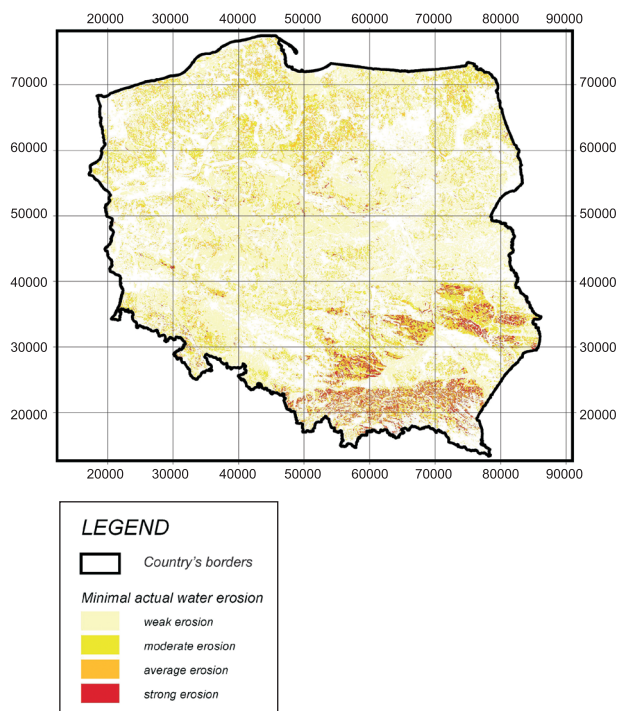 20000 30000 40000 50000 60000 70000 80000 90000
70000 70000
60000 60000
50000 50000
40000 40000
30000 30000
20000 20000
20000 30000 40000 50000 60000 70000 80000 90000
LEGEND
Country's borders
Minimal actual water erosion
weak erosion
moderate erosion
average erosion
strong erosion